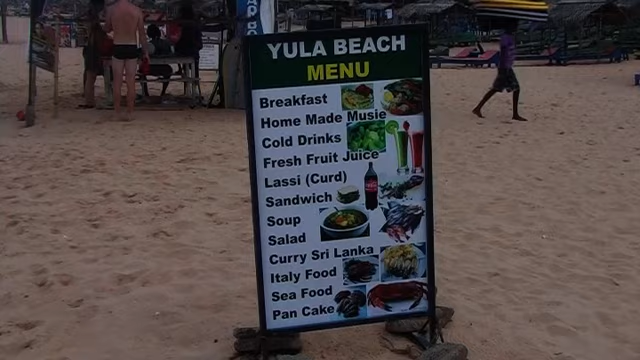 YULA BEACH
MENU
Breakfast
Home Made Musie
Cold Drinks
Fresh Fruit Juice
Lassi (Curd)
Sandwich
Soup
Salad
Curry Sri Lanka
Italy Food
Sea Food
Pan Cake